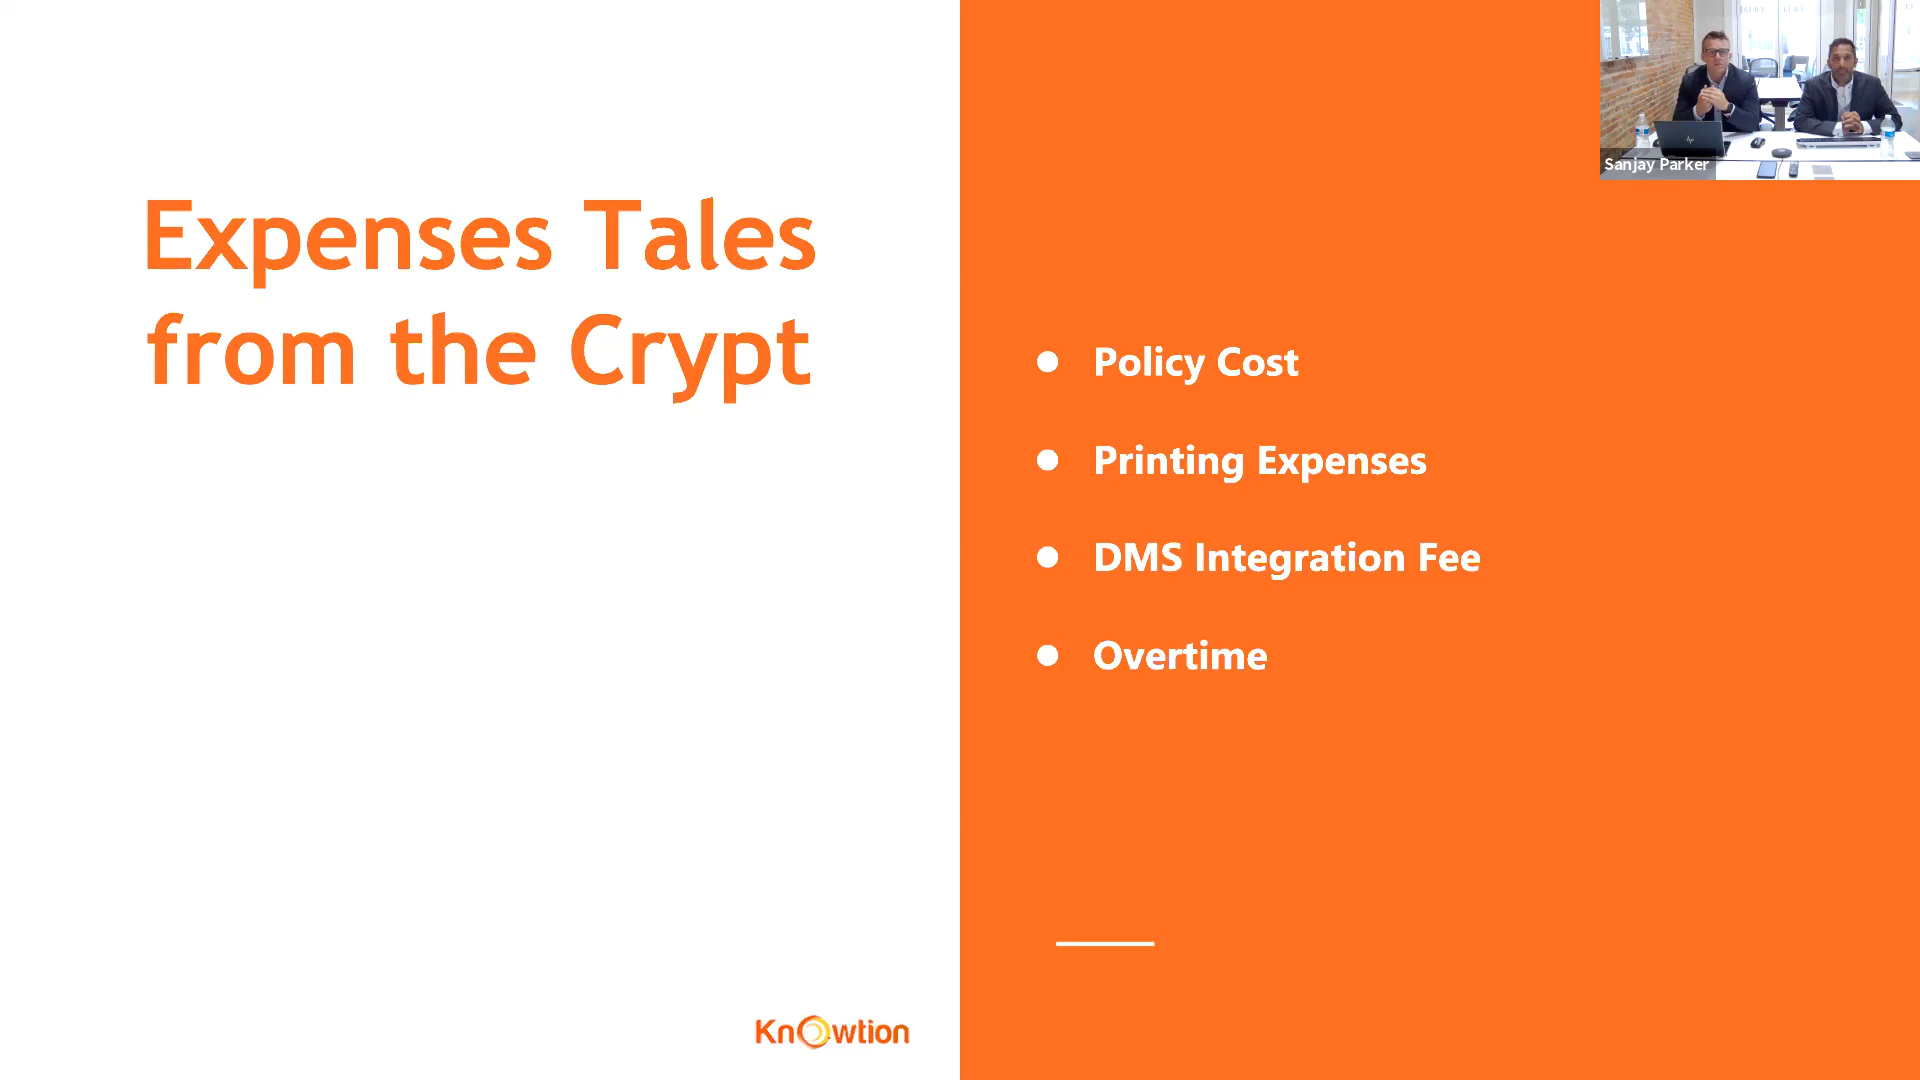 Expenses Tales
from the Crypt
Sanjay Parker
● Policy Cost
● Printing Expenses
● DMS Integration Fee
● Overtime
KnOwtion